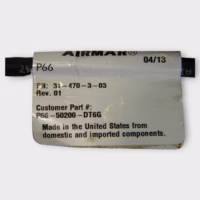 AIRMAR®
04/13
P66
PN: 31-470-3-03
Rev. 01
Customer Part #:
P66-50200-DT6G
Made in the United States from
domestic and imported components.